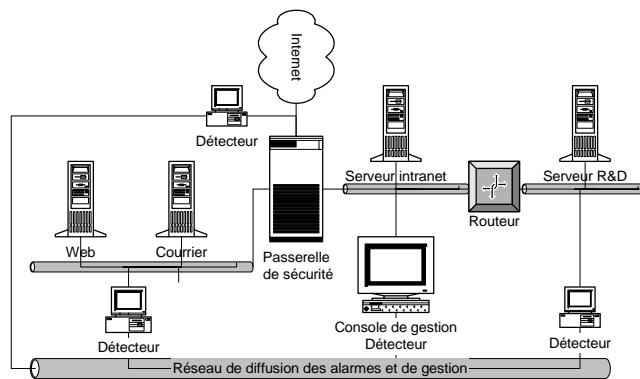 Internet
Détecteur
Serveur intranet
Serveur R&D
Routeur
Web
Courrier
Passerelle
de sécurité
Console de gestion
Détecteur
Détecteur
Détecteur
Réseau de diffusion des alarmes et de gestion